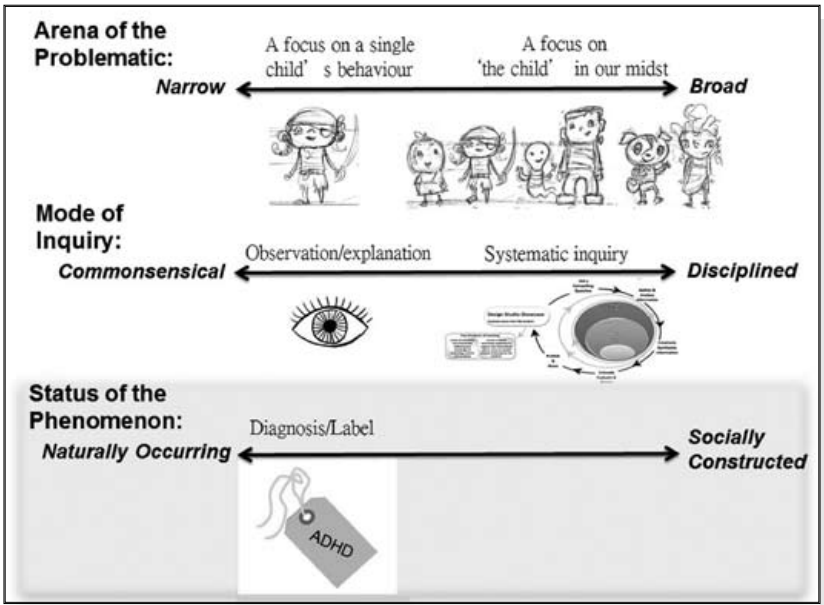 Arena of the
Problematic:
A focus on a single
child’s behaviour
A focus on
‘the child’ in our midst
Narrow
Broad
Mode of
Inquiry:
Observation/explanation
Systematic inquiry
Commonsensical
Disciplined
Design Studio Showcase
Status of the
Phenomenon:
Diagnosis/Label
Naturally Occurring
Socially
Constructed
ADHD